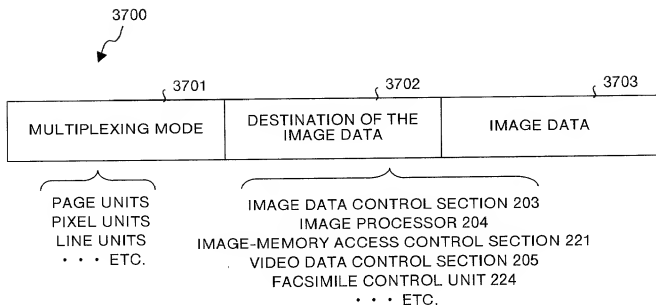 3700
3701
3702
3703
MULTIPLEXING MODE
DESTINATION OF THE
IMAGE DATA
IMAGE DATA
PAGE UNITS
PIXEL UNITS
LINE UNITS
• • • ETC.
IMAGE DATA CONTROL SECTION 203
IMAGE PROCESSOR 204
IMAGE-MEMORY ACCESS CONTROL SECTION 221
VIDEO DATA CONTROL SECTION 205
FACSIMILE CONTROL UNIT 224
• • • ETC.